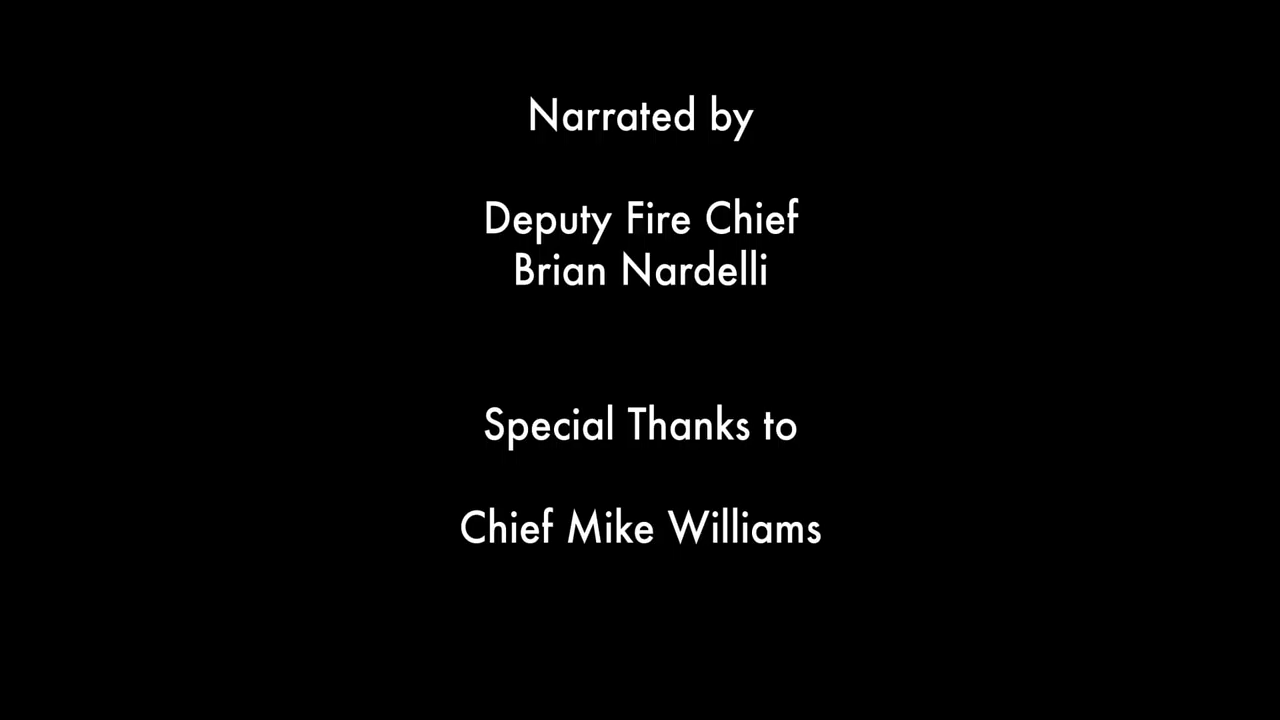 Narrated by
Deputy Fire Chief
Brian Nardelli
Special Thanks to
Chief Mike Williams